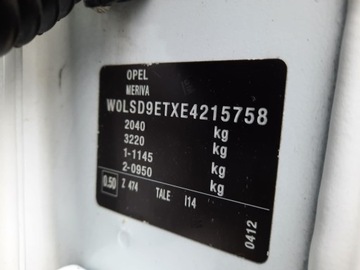 OPEL
MERIVA
W0LSD9ETXE4215758
2040 kg
3220 kg
1-1145 kg
2-0950 kg
0.50 Z 474 TALE I14
0412